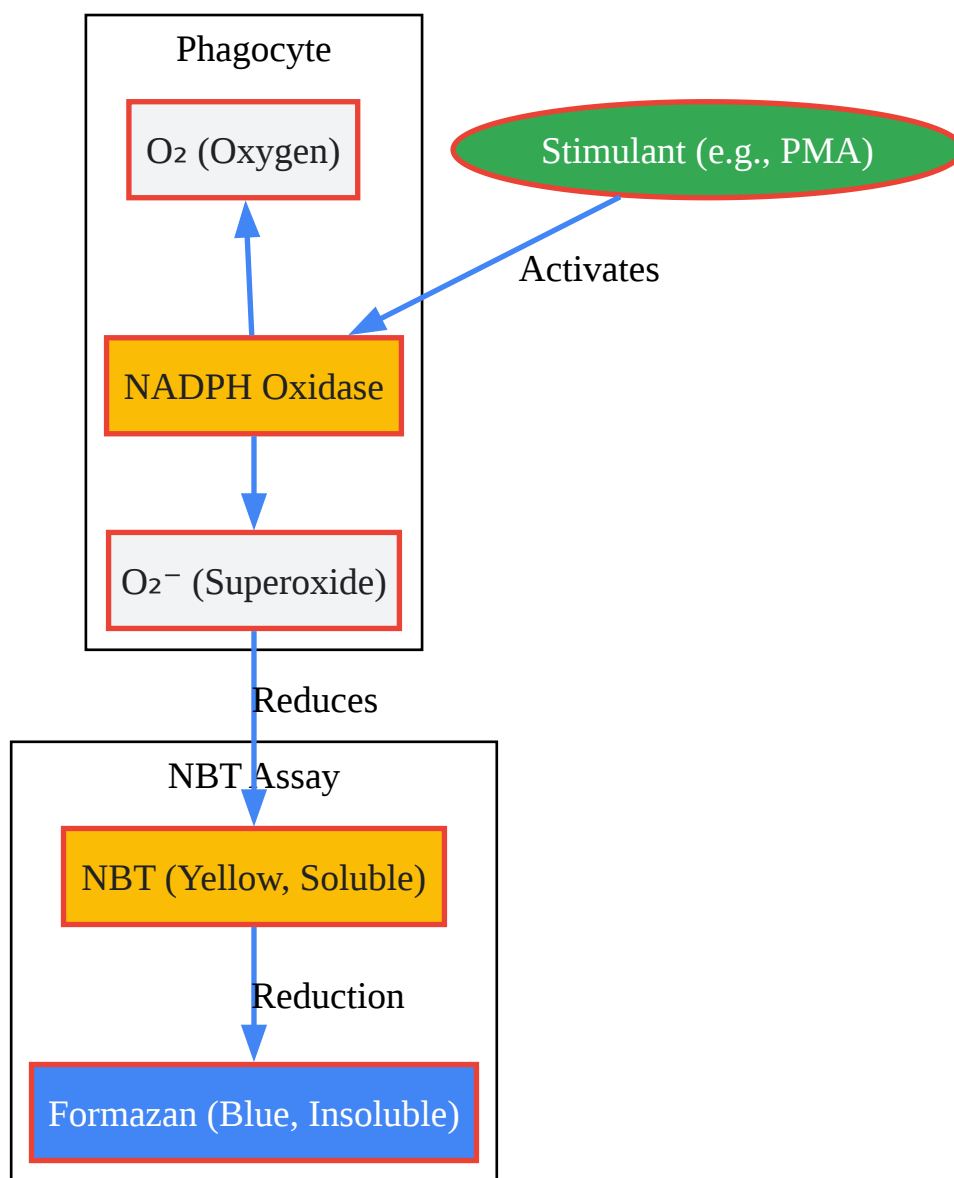 Phagocyte
O₂ (Oxygen)
Stimulant (e.g., PMA)
Activates
NADPH Oxidase
O₂⁻ (Superoxide)
Reduces
NBT Assay
NBT (Yellow, Soluble)
Reduction
Formazan (Blue, Insoluble)